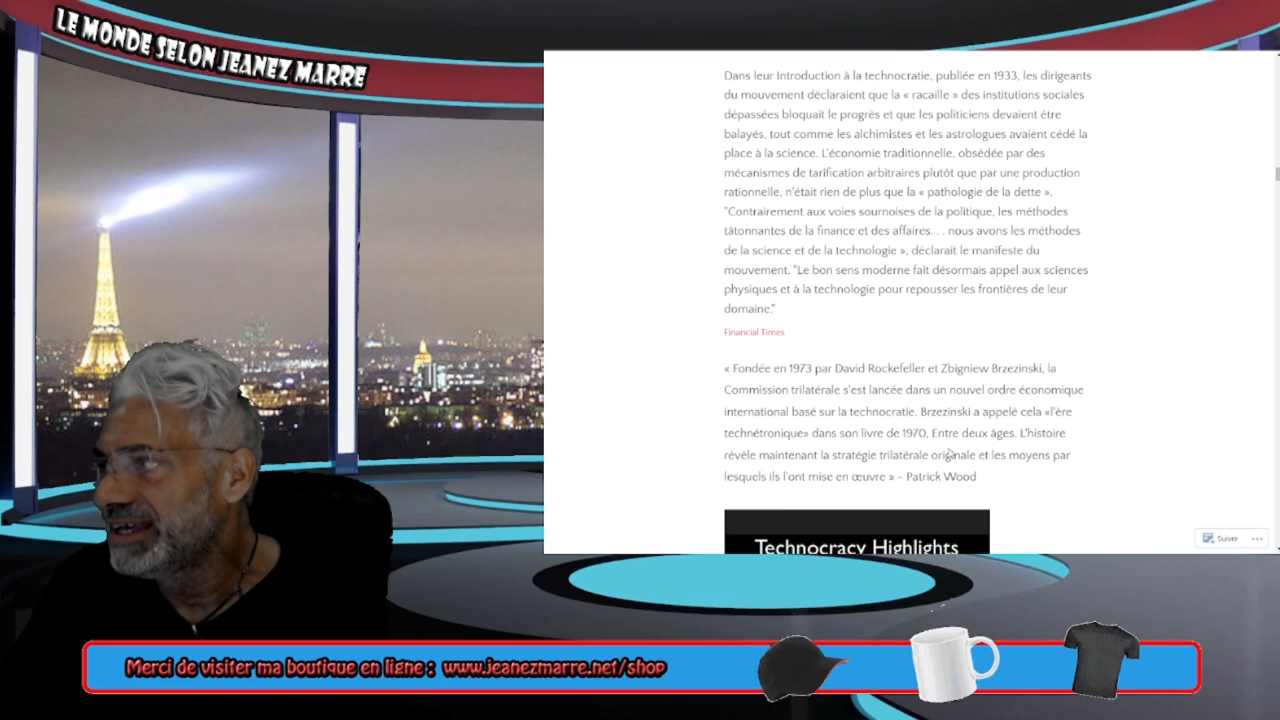 LE MONDE SELON JEANEZ MARRE
Dans leur Introduction à la technocratie, publiée en 1933, les dirigeants
du mouvement déclaraient que la « racaille » des institutions sociales
dépassées bloquait le progrès et que les politiciens devaient être
balayés, tout comme les alchimistes et les astrologues avaient cédé la
place à la science. L'économie traditionnelle, obsédée par des
mécanismes de tarification arbitraires plutôt que par une production
rationnelle, n'était rien de plus que la « pathologie de la dette ».
"Contrairement aux voies sournoises de la politique, les méthodes
tâtonnantes de la finance et des affaires. . . nous avons les méthodes
de la science et de la technologie », déclarait le manifeste du
mouvement. "Le bon sens moderne fait désormais appel aux sciences
physiques et à la technologie pour repousser les frontières de leur
domaine."
Financial Times
« Fondée en 1973 par David Rockefeller et Zbigniew Brzezinski, la
Commission trilatérale s'est lancée dans un nouvel ordre économique
international basé sur la technocratie. Brzezinski a appelé cela «l'ère
technétronique» dans son livre de 1970, Entre deux âges. L'histoire
révèle maintenant la stratégie trilatérale originale et les moyens par
lesquels ils l'ont mise en œuvre » – Patrick Wood
Technocracy Highlights
Suivre
Merci de visiter ma boutique en ligne : www.jeanezmarre.net/shop